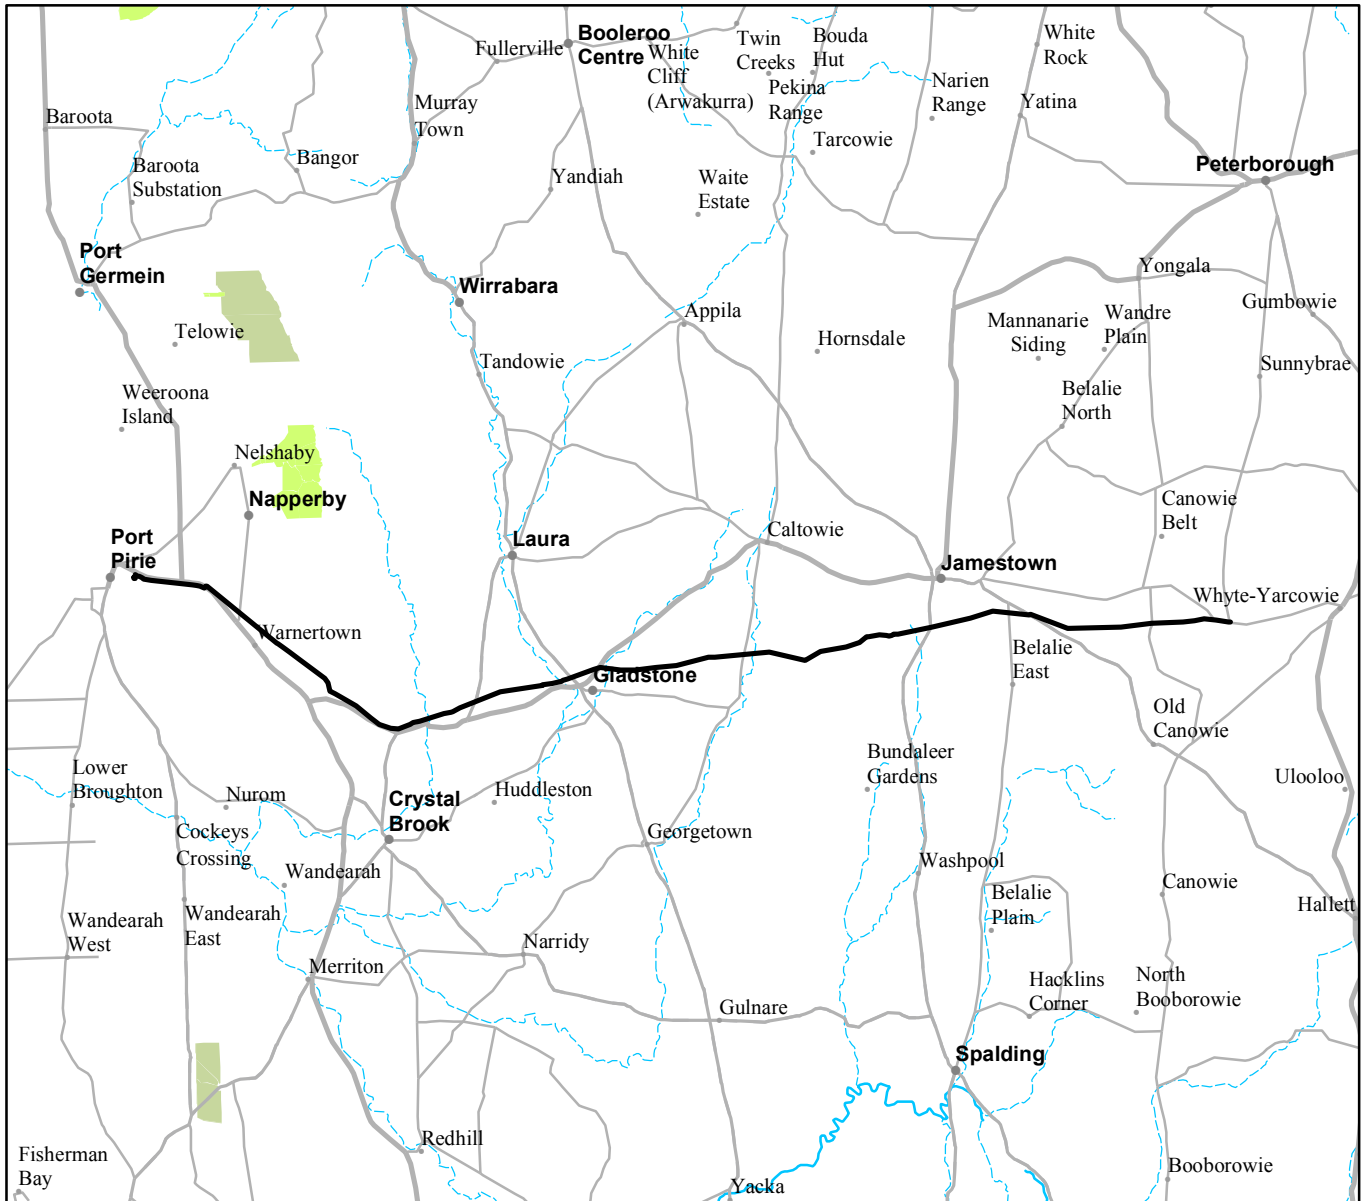 Booleroo
Centre
Fullerville
White
Cliff
(Arwakurra)
Twin
Creeks
Bouda
Hut
Pekina
Range
White
Rock
Narien
Range
Yatina
Baroota
Murray
Town
Tarcowie
Baroota
Substation
Bangor
Yandiah
Waite
Estate
Peterborough
Port
Germein
Wirrabara
Yongala
Telowie
Appila
Hornsdale
Mannanarie
Siding
Wandre
Plain
Gumbowie
Tandowie
Sunnybrae
Weeroona
Island
Belalie
North
Nelshaby
Napperby
Canowie
Belt
Port
Pirie
Laura
Caltowie
Jamestown
Whyte-Yarcowie
Warnertown
Gladstone
Belalie
East
Old
Canowie
Lower
Broughton
Nurom
Crystal
Brook
Huddleston
Bundaleer
Gardens
Ulooloo
Cockeys
Crossing
Georgetown
Wandearah
Washpool
Belalie
Plain
Canowie
Hallett
Wandearah
West
Wandearah
East
Narridy
Merriton
Hacklins
Corner
North
Booborowie
Gulnare
Spalding
Redhill
Fisherman
Bay
Yacka
Booborowie